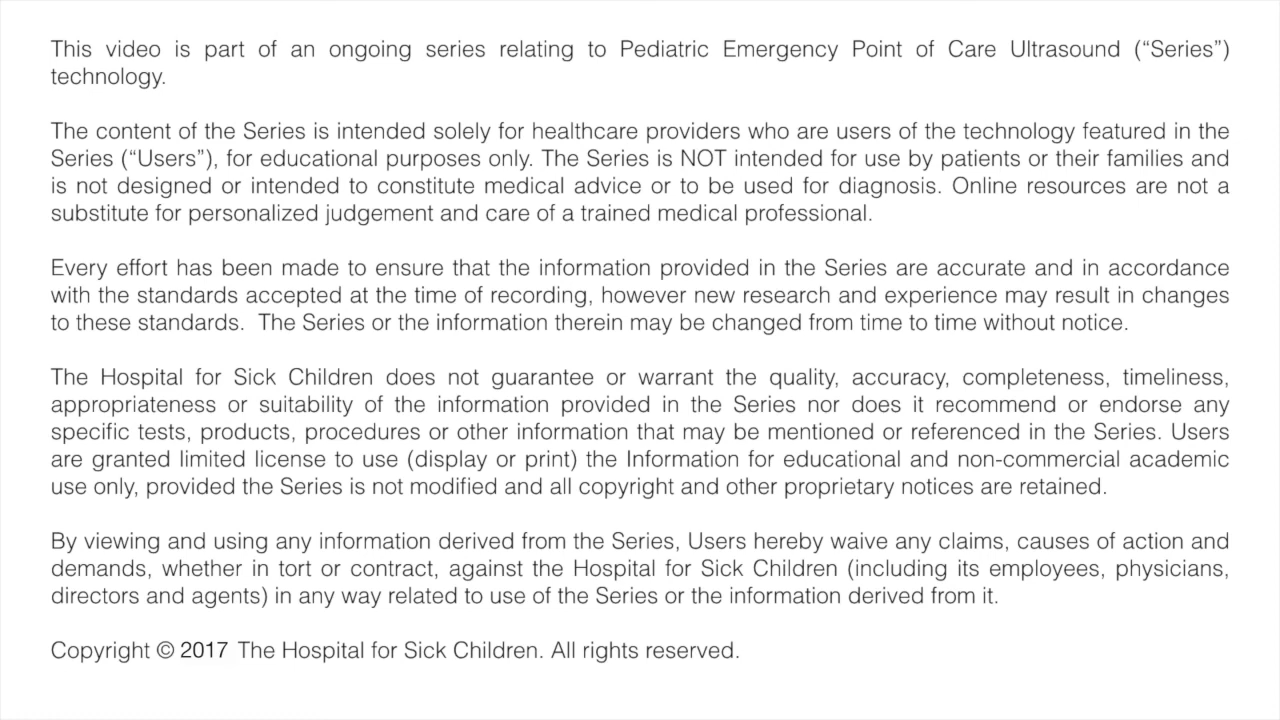 This video is part of an ongoing series relating to Pediatric Emergency Point of Care Ultrasound (“Series”)
technology.
The content of the Series is intended solely for healthcare providers who are users of the technology featured in the
Series (“Users”), for educational purposes only. The Series is NOT intended for use by patients or their families and
is not designed or intended to constitute medical advice or to be used for diagnosis. Online resources are not a
substitute for personalized judgement and care of a trained medical professional.
Every effort has been made to ensure that the information provided in the Series are accurate and in accordance
with the standards accepted at the time of recording, however new research and experience may result in changes
to these standards.  The Series or the information therein may be changed from time to time without notice.
The Hospital for Sick Children does not guarantee or warrant the quality, accuracy, completeness, timeliness,
appropriateness or suitability of the information provided in the Series nor does it recommend or endorse any
specific tests, products, procedures or other information that may be mentioned or referenced in the Series. Users
are granted limited license to use (display or print) the Information for educational and non-commercial academic
use only, provided the Series is not modified and all copyright and other proprietary notices are retained.
By viewing and using any information derived from the Series, Users hereby waive any claims, causes of action and
demands, whether in tort or contract, against the Hospital for Sick Children (including its employees, physicians,
directors and agents) in any way related to use of the Series or the information derived from it.
Copyright © 2017 The Hospital for Sick Children. All rights reserved.